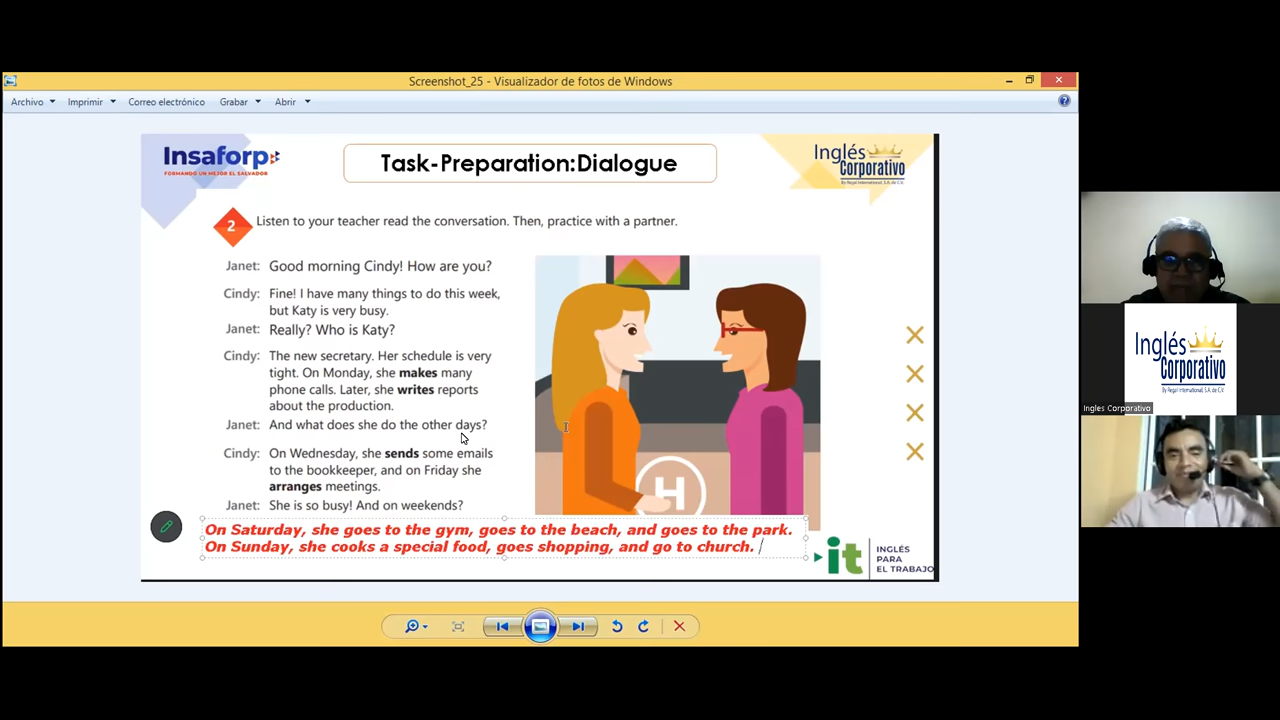 Screenshot_25 - Visualizador de fotos de Windows
Archivo Imprimir Correo electrónico Grabar Abrir
Insaforp
FORMANDO UN MEJOR EL SALVADOR
Task-Preparation:Dialogue
Inglés
Corporativo
By Regal International, S.A. de C.V.
2 Listen to your teacher read the conversation. Then, practice with a partner.
Janet: Good morning Cindy! How are you?
Cindy: Fine! I have many things to do this week,
but Katy is very busy.
Janet: Really? Who is Katy?
Cindy: The new secretary. Her schedule is very
tight. On Monday, she makes many
phone calls. Later, she writes reports
about the production.
Janet: And what does she do the other days?
Cindy: On Wednesday, she sends some emails
to the bookkeeper, and on Friday she
arranges meetings.
Janet: She is so busy! And on weekends?
On Saturday, she goes to the gym, goes to the beach, and goes to the park.
On Sunday, she cooks a special food, goes shopping, and go to church.
H
it
INGLÉS
PARA
EL TRABAJO
Inglés
Corporativo
By Regal International, S.A. de C.V.
Ingles Corporativo